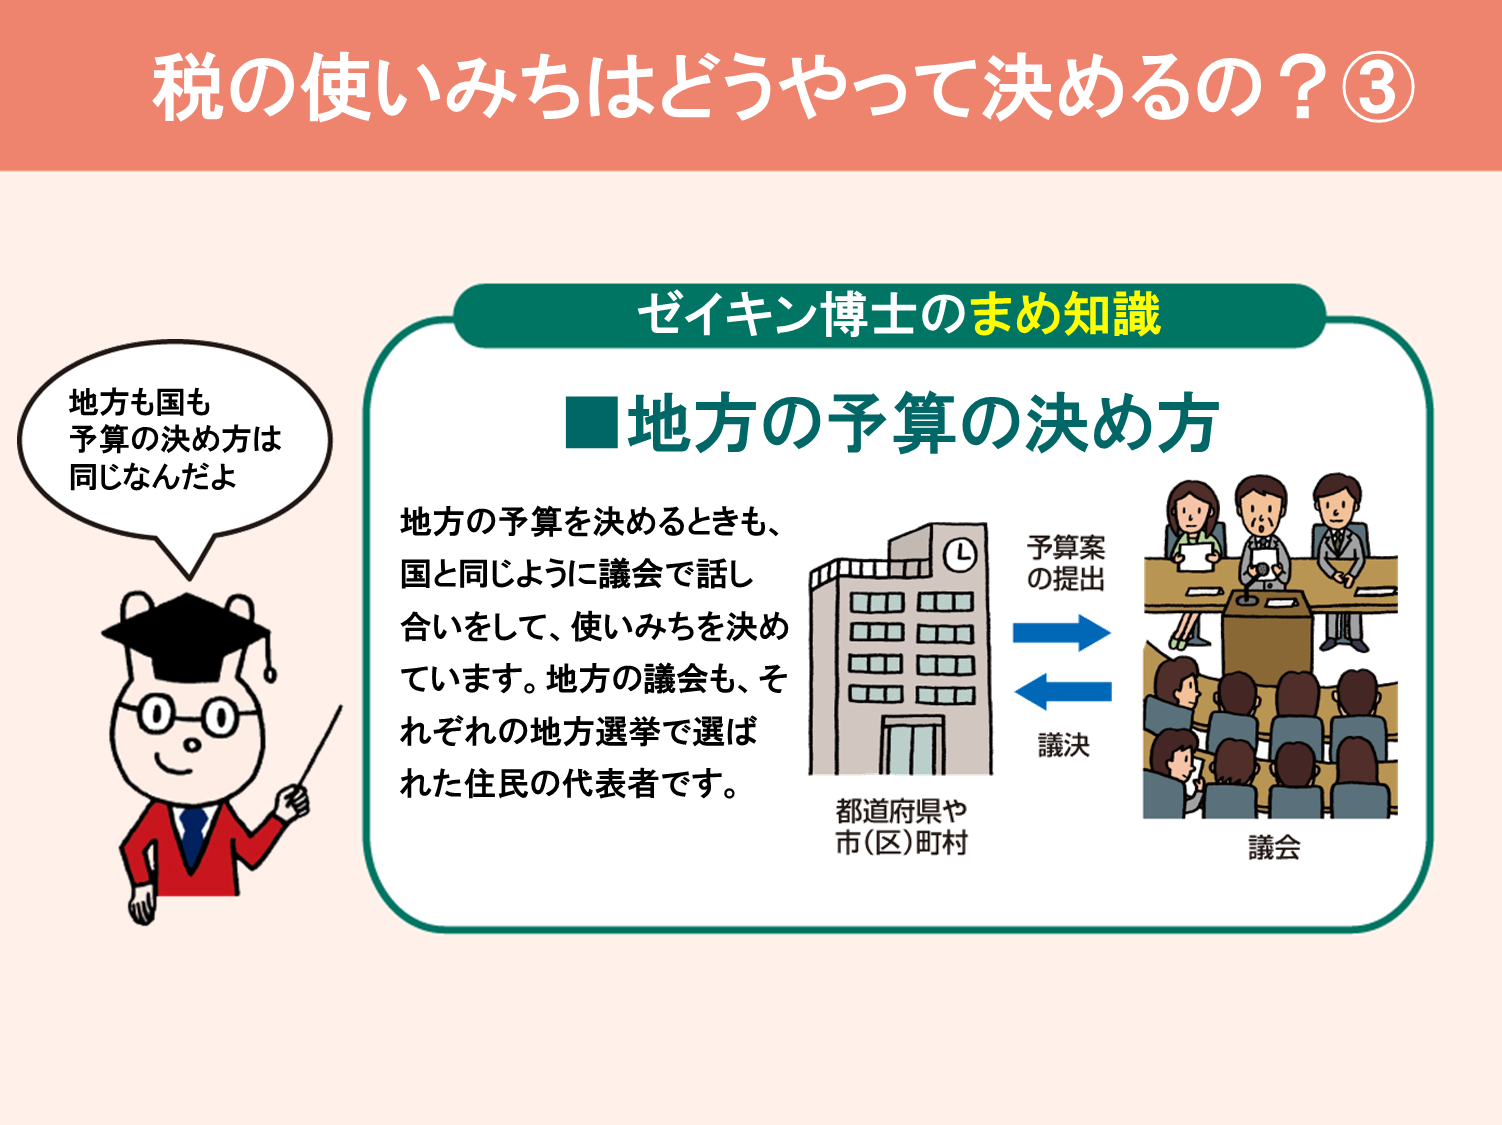 税の使いみちはどうやって決めるの？③
ゼイキン博士のまめ知識
地方も国も
予算の決め方は
同じなんだよ
■地方の予算の決め方
地方の予算を決めるときも、
国と同じように議会で話し
合いをして、使いみちを決め
ています。地方の議会も、そ
れぞれの地方選挙で選ば
れた住民の代表者です。
予算案
の提出
議決
都道府県や
市(区)町村
議会